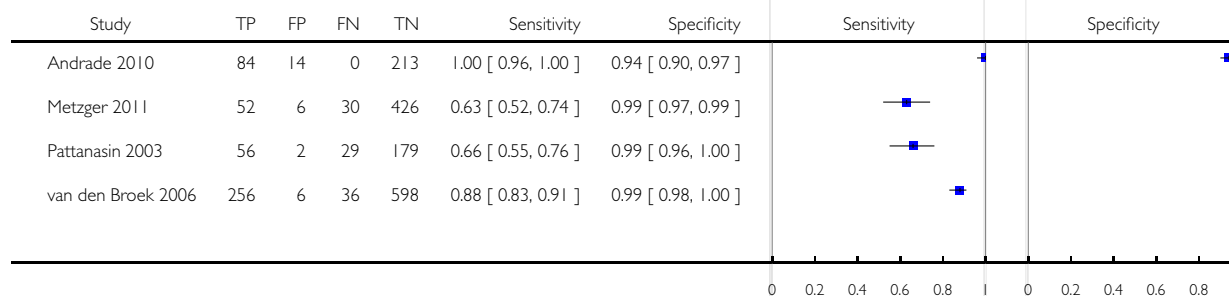 Study TP FP FN TN Sensitivity Specificity Sensitivity Specificity
Andrade 2010 84 14 0 213 1.00 [ 0.96, 1.00 ] 0.94 [ 0.90, 0.97 ]
Metzger 2011 52 6 30 426 0.63 [ 0.52, 0.74 ] 0.99 [ 0.97, 0.99 ]
Pattanasin 2003 56 2 29 179 0.66 [ 0.55, 0.76 ] 0.99 [ 0.96, 1.00 ]
van den Broek 2006 256 6 36 598 0.88 [ 0.83, 0.91 ] 0.99 [ 0.98, 1.00 ]
0 0.2 0.4 0.6 0.8 1 0 0.2 0.4 0.6 0.8